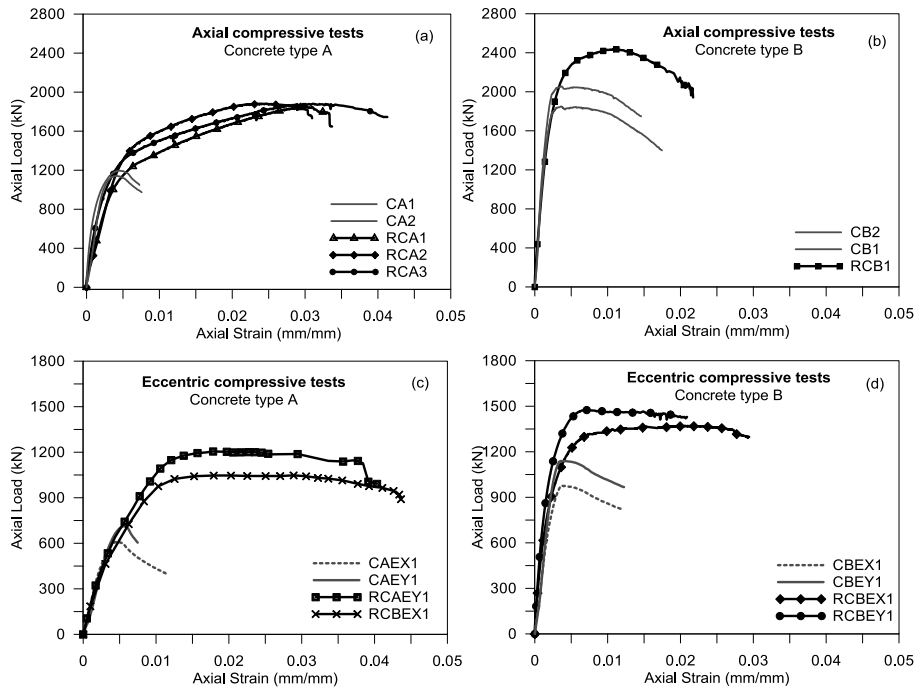 Axial compressive tests
Concrete type A
(a)
2800
2400
2000
1600
1200
800
400
0
Axial Load (kN)
CA1
CA2
RCA1
RCA2
RCA3
0 0.01 0.02 0.03 0.04 0.05
Axial Strain (mm/mm)
Axial compressive tests
Concrete type B
(b)
2800
2400
2000
1600
1200
800
400
0
Axial Load (kN)
CB2
CB1
RCB1
0 0.01 0.02 0.03 0.04 0.05
Axial Strain (mm/mm)
Eccentric compressive tests
Concrete type A
(c)
1800
1500
1200
900
600
300
0
Axial Load (kN)
CAEX1
CAEY1
RCAEY1
RCBEX1
0 0.01 0.02 0.03 0.04 0.05
Axial Strain (mm/mm)
Eccentric compressive tests
Concrete type B
(d)
1800
1500
1200
900
600
300
0
Axial Load (kN)
CBEX1
CBEY1
RCBEX1
RCBEY1
0 0.01 0.02 0.03 0.04 0.05
Axial Strain (mm/mm)